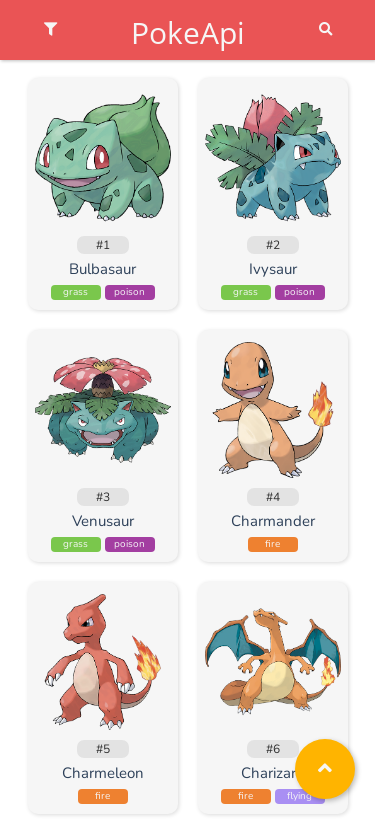 PokeApi
#1
Bulbasaur
grass poison
#2
Ivysaur
grass poison
#3
Venusaur
grass poison
#4
Charmander
fire
#5
Charmeleon
fire
#6
Charizar
fire flying